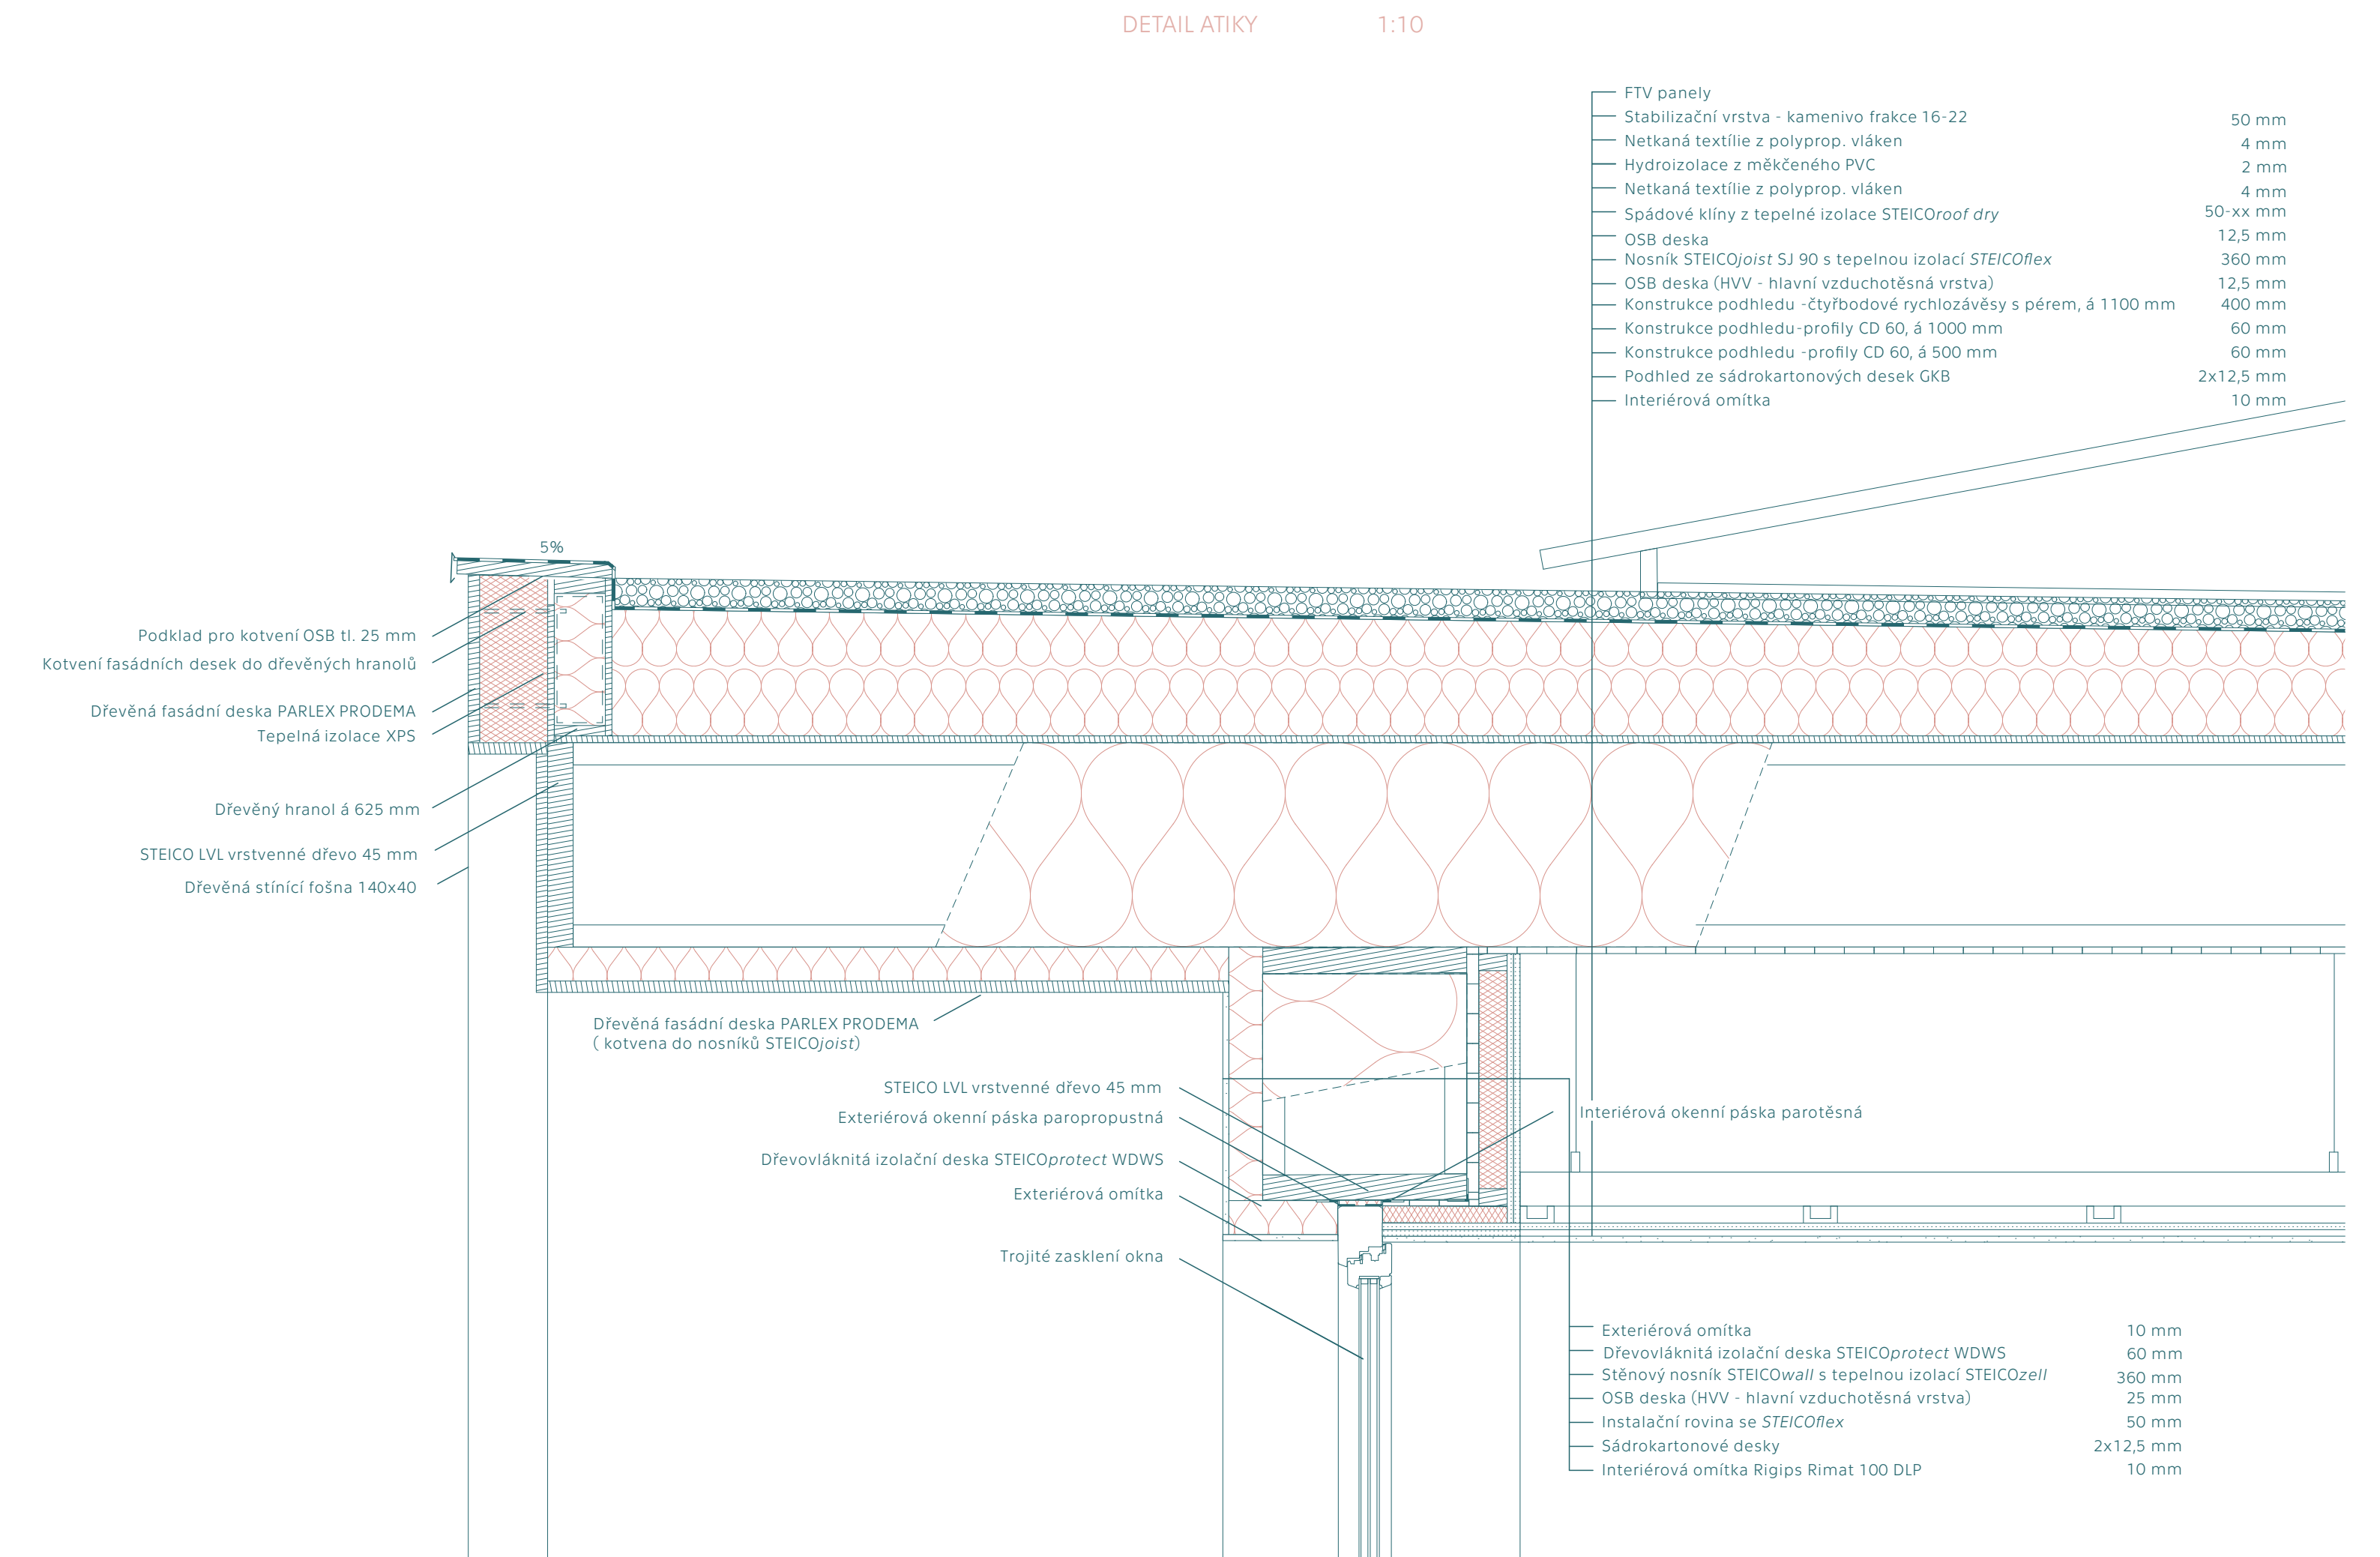 DETAIL ATIKY 1:10
FTV panely
Stabilizační vrstva - kamenivo frakce 16-22 50 mm
Netkaná textílie z polyprop. vláken 4 mm
Hydroizolace z měkčeného PVC 2 mm
Netkaná textílie z polyprop. vláken 4 mm
Spádové klíny z tepelné izolace STEICOroof dry 50-xx mm
OSB deska 12,5 mm
Nosník STEICOjoist SJ 90 s tepelnou izolací STEICOflex 360 mm
OSB deska (HVV - hlavní vzduchotěsná vrstva) 12,5 mm
Konstrukce podhledu -čtyřbodové rychlozávěsy s pérem, á 1100 mm 400 mm
Konstrukce podhledu-profily CD 60, á 1000 mm 60 mm
Konstrukce podhledu -profily CD 60, á 500 mm 60 mm
Podhled ze sádrokartonových desek GKB 2x12,5 mm
Interiérová omítka 10 mm
5%
Podklad pro kotvení OSB tl. 25 mm
Kotvení fasádních desek do dřevěných hranolů
Dřevěná fasádní deska PARLEX PRODEMA
Tepelná izolace XPS
Dřevěný hranol á 625 mm
STEICO LVL vrstvenné dřevo 45 mm
Dřevěná stínící fošna 140x40
Dřevěná fasádní deska PARLEX PRODEMA
( kotvena do nosníků STEICOjoist)
STEICO LVL vrstvenné dřevo 45 mm
Exteriérová okenní páska paropropustná
Interiérová okenní páska parotěsná
Dřevovláknitá izolační deska STEICOprotect WDWS
Exteriérová omítka
Trojité zasklení okna
Exteriérová omítka 10 mm
Dřevovláknitá izolační deska STEICOprotect WDWS 60 mm
Stěnový nosník STEICOwall s tepelnou izolací STEICOzell 360 mm
OSB deska (HVV - hlavní vzduchotěsná vrstva) 25 mm
Instalační rovina se STEICOflex 50 mm
Sádrokartonové desky 2x12,5 mm
Interiérová omítka Rigips Rimat 100 DLP 10 mm